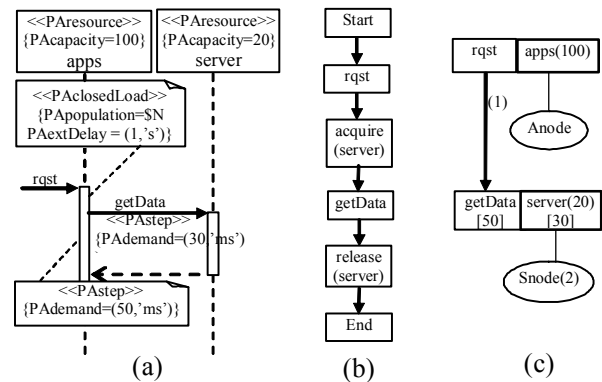 <<PAresource>>
{PAcapacity=100}
apps
<<PAresource>>
{PAcapacity=20}
server
<<PAclosedLoad>>
{PApopulation=$N
PAextDelay = (1,'s')}
rqst
getData
<<PAstep>>
{PAdemand=(30,'ms')
<<PAstep>>
{PAdemand=(50,'ms')}
(a)
Start
rqst
acquire
(server)
getData
release
(server)
End
(b)
rqst
apps(100)
(1)
Anode
getData
[50]
server(20)
[30]
Snode(2)
(c)